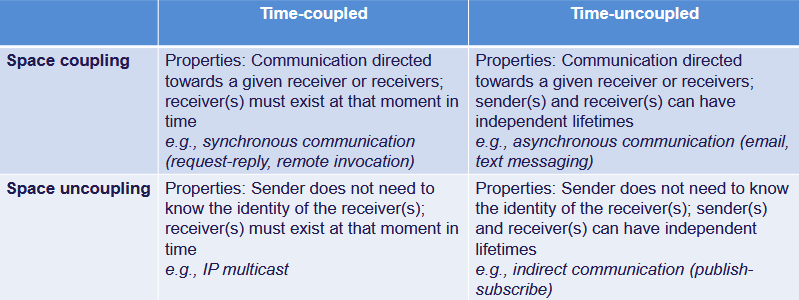 Time-coupled
Time-uncoupled
Space coupling
Properties: Communication directed
towards a given receiver or receivers;
receiver(s) must exist at that moment in
time
e.g., synchronous communication
(request-reply, remote invocation)
Properties: Communication directed
towards a given receiver or receivers;
sender(s) and receiver(s) can have
independent lifetimes
e.g., asynchronous communication (email,
text messaging)
Space uncoupling
Properties: Sender does not need to
know the identity of the receiver(s);
receiver(s) must exist at that moment in
time
e.g., IP multicast
Properties: Sender does not need to know
the identity of the receiver(s); sender(s)
and receiver(s) can have independent
lifetimes
e.g., indirect communication (publish-
subscribe)